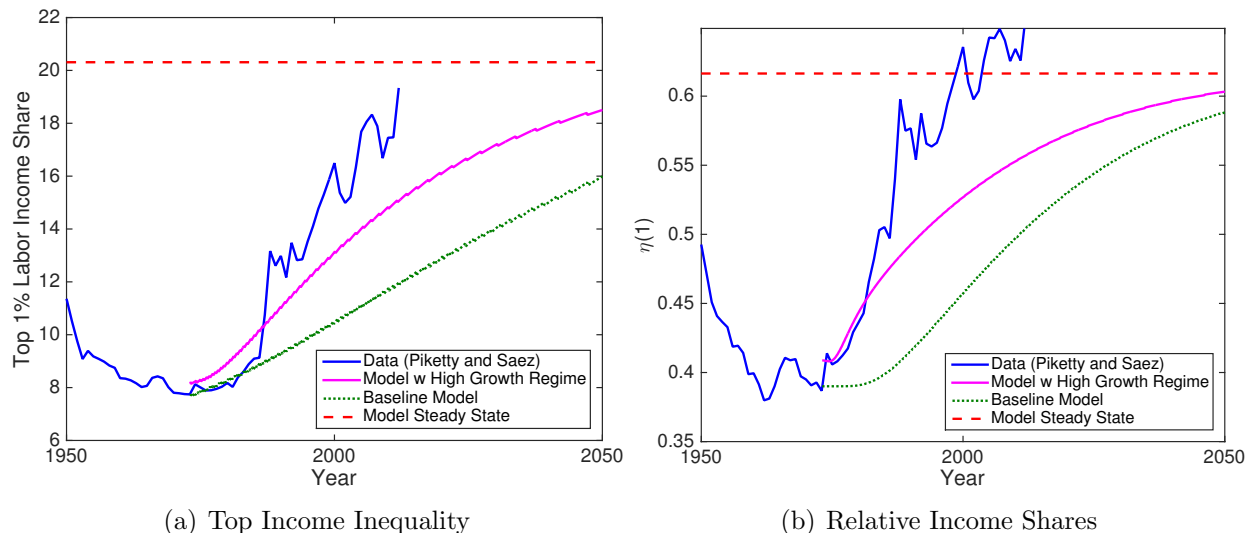 22
20
18
16
14
12
10
8
6
Top 1% Labor Income Share
1950
2000
2050
Year
Data (Piketty and Saez)
Model w High Growth Regime
Baseline Model
Model Steady State
(a) Top Income Inequality
0.6
0.55
0.5
0.45
0.4
0.35
η(1)
1950
2000
2050
Year
Data (Piketty and Saez)
Model w High Growth Regime
Baseline Model
Model Steady State
(b) Relative Income Shares